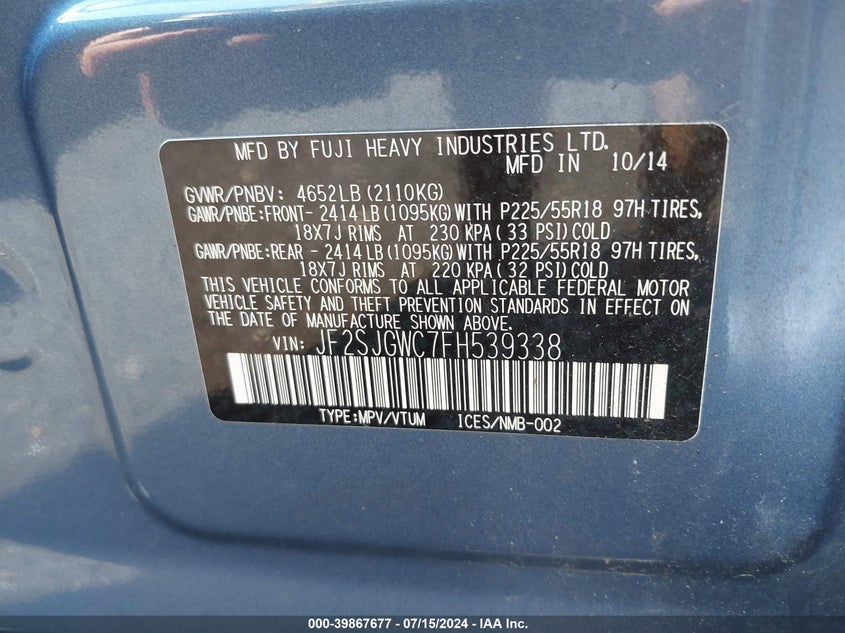 MFD BY FUJI HEAVY INDUSTRIES LTD.
MFD IN 10/14
GVWR/PNBV: 4652LB (2110KG)
GAWR/PNBE:FRONT- 2414 LB (1095KG) WITH P225/55R18 97H TIRES,
18X7J RIMS AT 230 KPA (33 PSI) COLD
GAWR/PNBE:REAR - 2414 LB (1095KG) WITH P225/55R18 97H TIRES,
18X7J RIMS AT 220 KPA (32 PSI) COLD
THIS VEHICLE CONFORMS TO ALL APPLICABLE FEDERAL MOTOR
VEHICLE SAFETY AND THEFT PREVENTION STANDARDS IN EFFECT ON
THE DATE OF MANUFACTURE SHOWN ABOVE.
VIN: JF2SJGWC7FH539338
TYPE:MPV/VTUM ICES/NMB-002
000-39867677 - 07/15/2024 - IAA Inc.